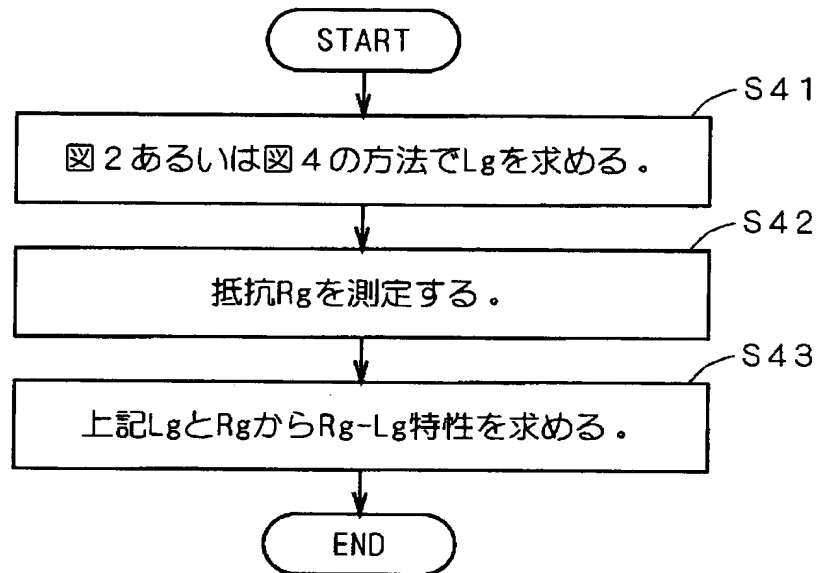 START
S41
図2あるいは図4の方法でLgを求める。
S42
抵抗Rgを測定する。
S43
上記LgとRgからRg-Lg特性を求める。
END